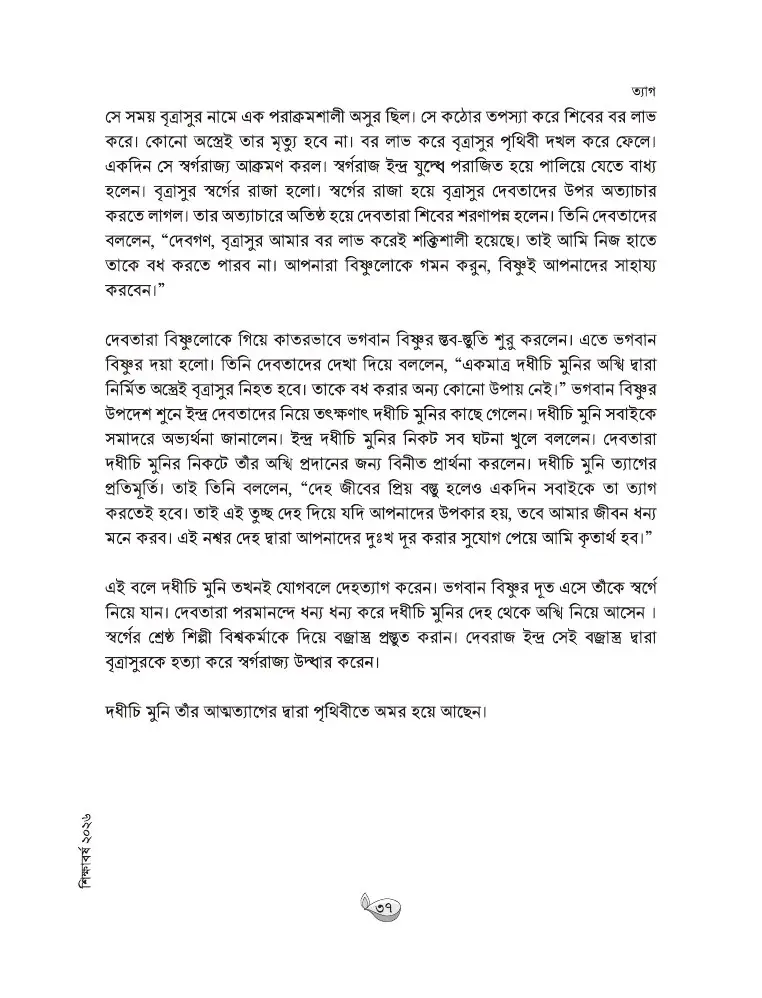 ত্যাগ
সে সময় বৃত্রাসুর নামে এক পরাক্রমশালী অসুর ছিল। সে কঠোর তপস্যা করে শিবের বর লাভ
করে। কোনো অস্ত্রেই তার মৃত্যু হবে না। বর লাভ করে বৃত্রাসুর পৃথিবী দখল করে ফেলে।
একদিন সে স্বর্গরাজ্য আক্রমণ করল। স্বর্গরাজ ইন্দ্র যুদ্ধে পরাজিত হয়ে পালিয়ে যেতে বাধ্য
হলেন। বৃত্রাসুর স্বর্গের রাজা হলো। স্বর্গের রাজা হয়ে বৃত্রাসুর দেবতাদের উপর অত্যাচার
করতে লাগল। তার অত্যাচারে অতিষ্ঠ হয়ে দেবতারা শিবের শরণাপন্ন হলেন। তিনি দেবতাদের
বললেন, “দেবগণ, বৃত্রাসুর আমার বর লাভ করেই শক্তিশালী হয়েছে। তাই আমি নিজ হাতে
তাকে বধ করতে পারব না। আপনারা বিষ্ণুলোকে গমন করুন, বিষ্ণুই আপনাদের সাহায্য
করবেন।”
দেবতারা বিষ্ণুলোকে গিয়ে কাতরভাবে ভগবান বিষ্ণুর স্তব-স্তুতি শুরু করলেন। এতে ভগবান
বিষ্ণুর দয়া হলো। তিনি দেবতাদের দেখা দিয়ে বললেন, “একমাত্র দধীচি মুনির অস্থি দ্বারা
নির্মিত অস্ত্রেই বৃত্রাসুর নিহত হবে। তাকে বধ করার অন্য কোনো উপায় নেই।” ভগবান বিষ্ণুর
উপদেশ শুনে ইন্দ্র দেবতাদের নিয়ে তৎক্ষণাৎ দধীচি মুনির কাছে গেলেন। দধীচি মুনি সবাইকে
সমাদরে অভ্যর্থনা জানালেন। ইন্দ্র দধীচি মুনির নিকট সব ঘটনা খুলে বললেন। দেবতারা
দধীচি মুনির নিকটে তাঁর অস্থি প্রদানের জন্য বিনীত প্রার্থনা করলেন। দধীচি মুনি ত্যাগের
প্রতিমূর্তি। তাই তিনি বললেন, “দেহ জীবের প্রিয় বস্তু হলেও একদিন সবাইকে তা ত্যাগ
করতেই হবে। তাই এই তুচ্ছ দেহ দিয়ে যদি আপনাদের উপকার হয়, তবে আমার জীবন ধন্য
মনে করব। এই নশ্বর দেহ দ্বারা আপনাদের দুঃখ দূর করার সুযোগ পেয়ে আমি কৃতার্থ হব।”
এই বলে দধীচি মুনি তখনই যোগবলে দেহত্যাগ করেন। ভগবান বিষ্ণুর দূত এসে তাঁকে স্বর্গে
নিয়ে যান। দেবতারা পরমানন্দে ধন্য ধন্য করে দধীচি মুনির দেহ থেকে অস্থি নিয়ে আসেন ।
স্বর্গের শ্রেষ্ঠ শিল্পী বিশ্বকর্মাকে দিয়ে বজ্রাস্ত্র প্রস্তুত করান। দেবরাজ ইন্দ্র সেই বজ্রাস্ত্র দ্বারা
বৃত্রাসুরকে হত্যা করে স্বর্গরাজ্য উদ্ধার করেন।
দধীচি মুনি তাঁর আত্মত্যাগের দ্বারা পৃথিবীতে অমর হয়ে আছেন।
শিক্ষাবর্ষ ২০২৬
৩৭